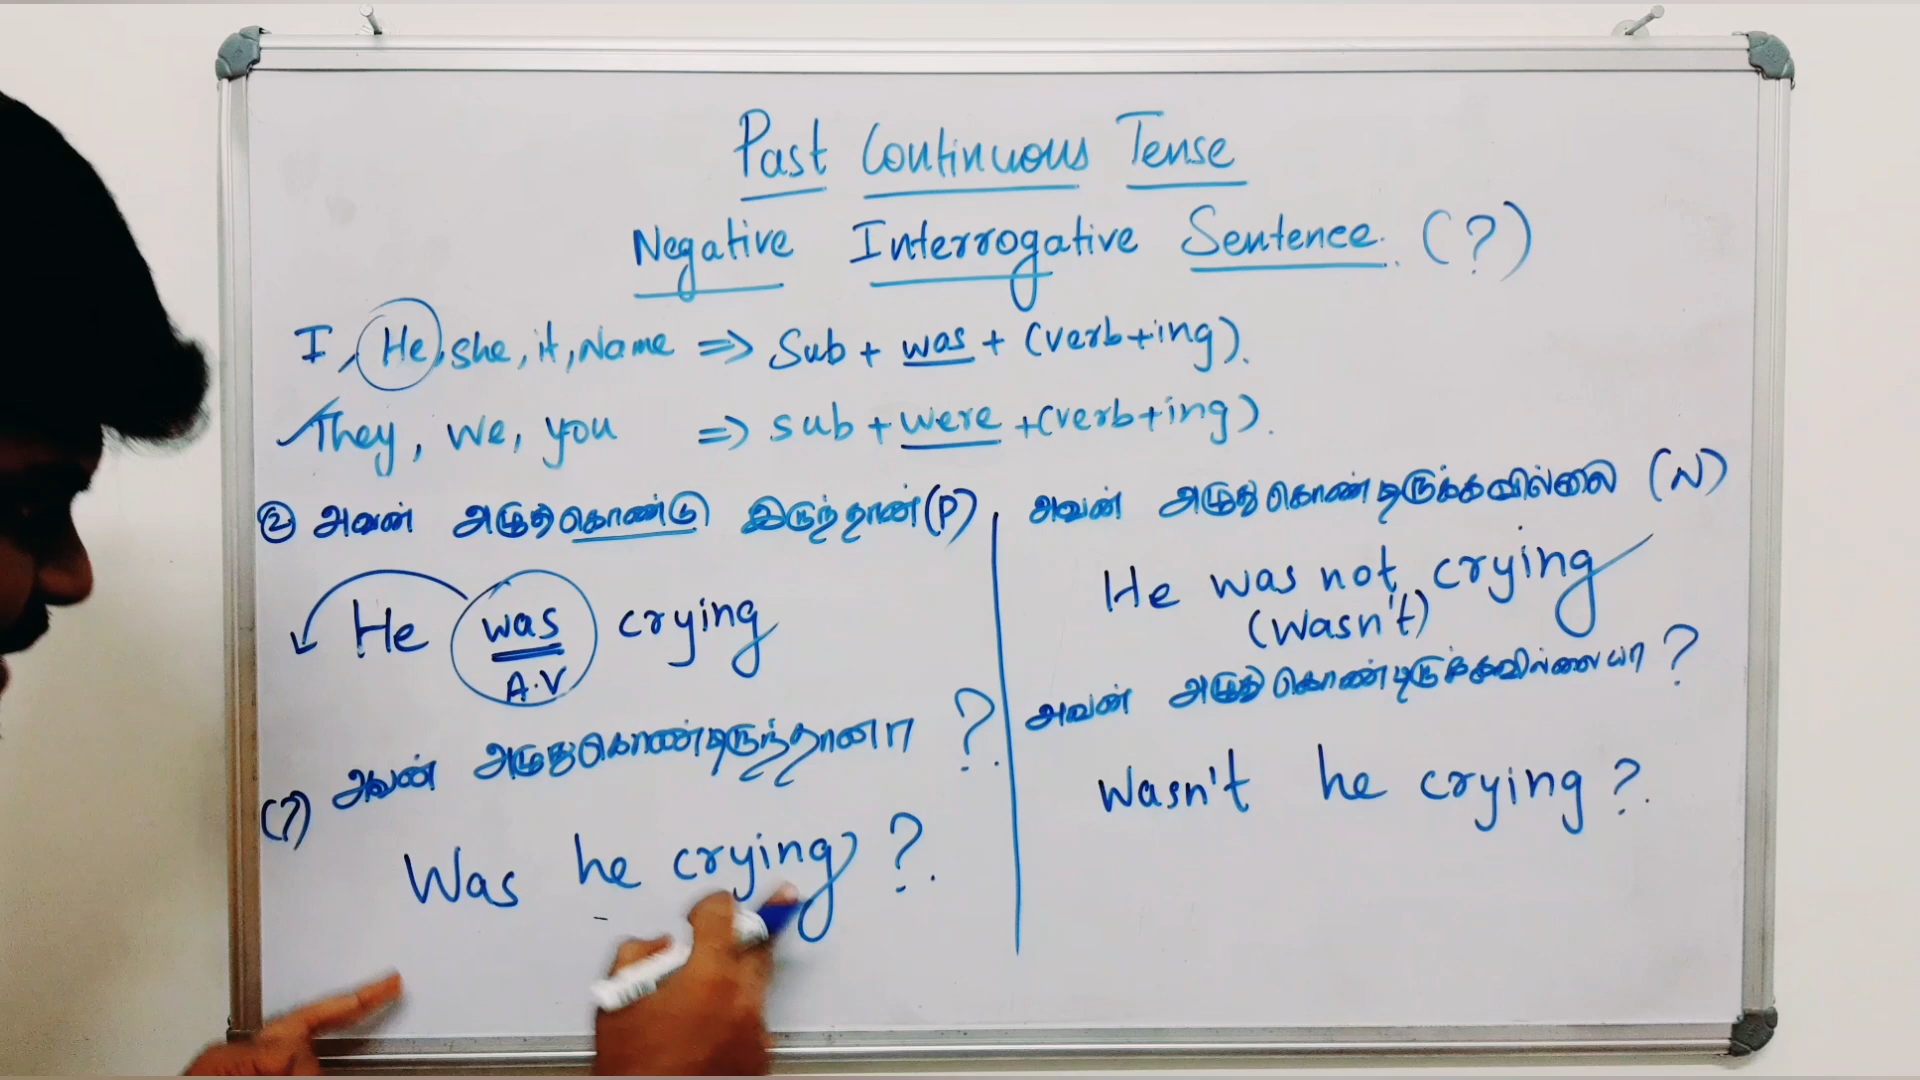 Past Continuous Tense
Negative Interrogative Sentence. (?)
I, He, she, it, Name => Sub + was + (verb+ing).
They, We, you => sub + were + (verb+ing).
② அவன் அழுதுகொண்டு இருந்தான் (P)
He was crying
A.V
(?) அவன் அழுதுகொண்டிருந்தானா ?
Was he crying ?
அவன் அழுதுகொண்டிருக்கவில்லை (N)
He was not crying
(wasn't)
அவன் அழுதுகொண்டிருக்கவில்லையா ?
Wasn't he crying ?